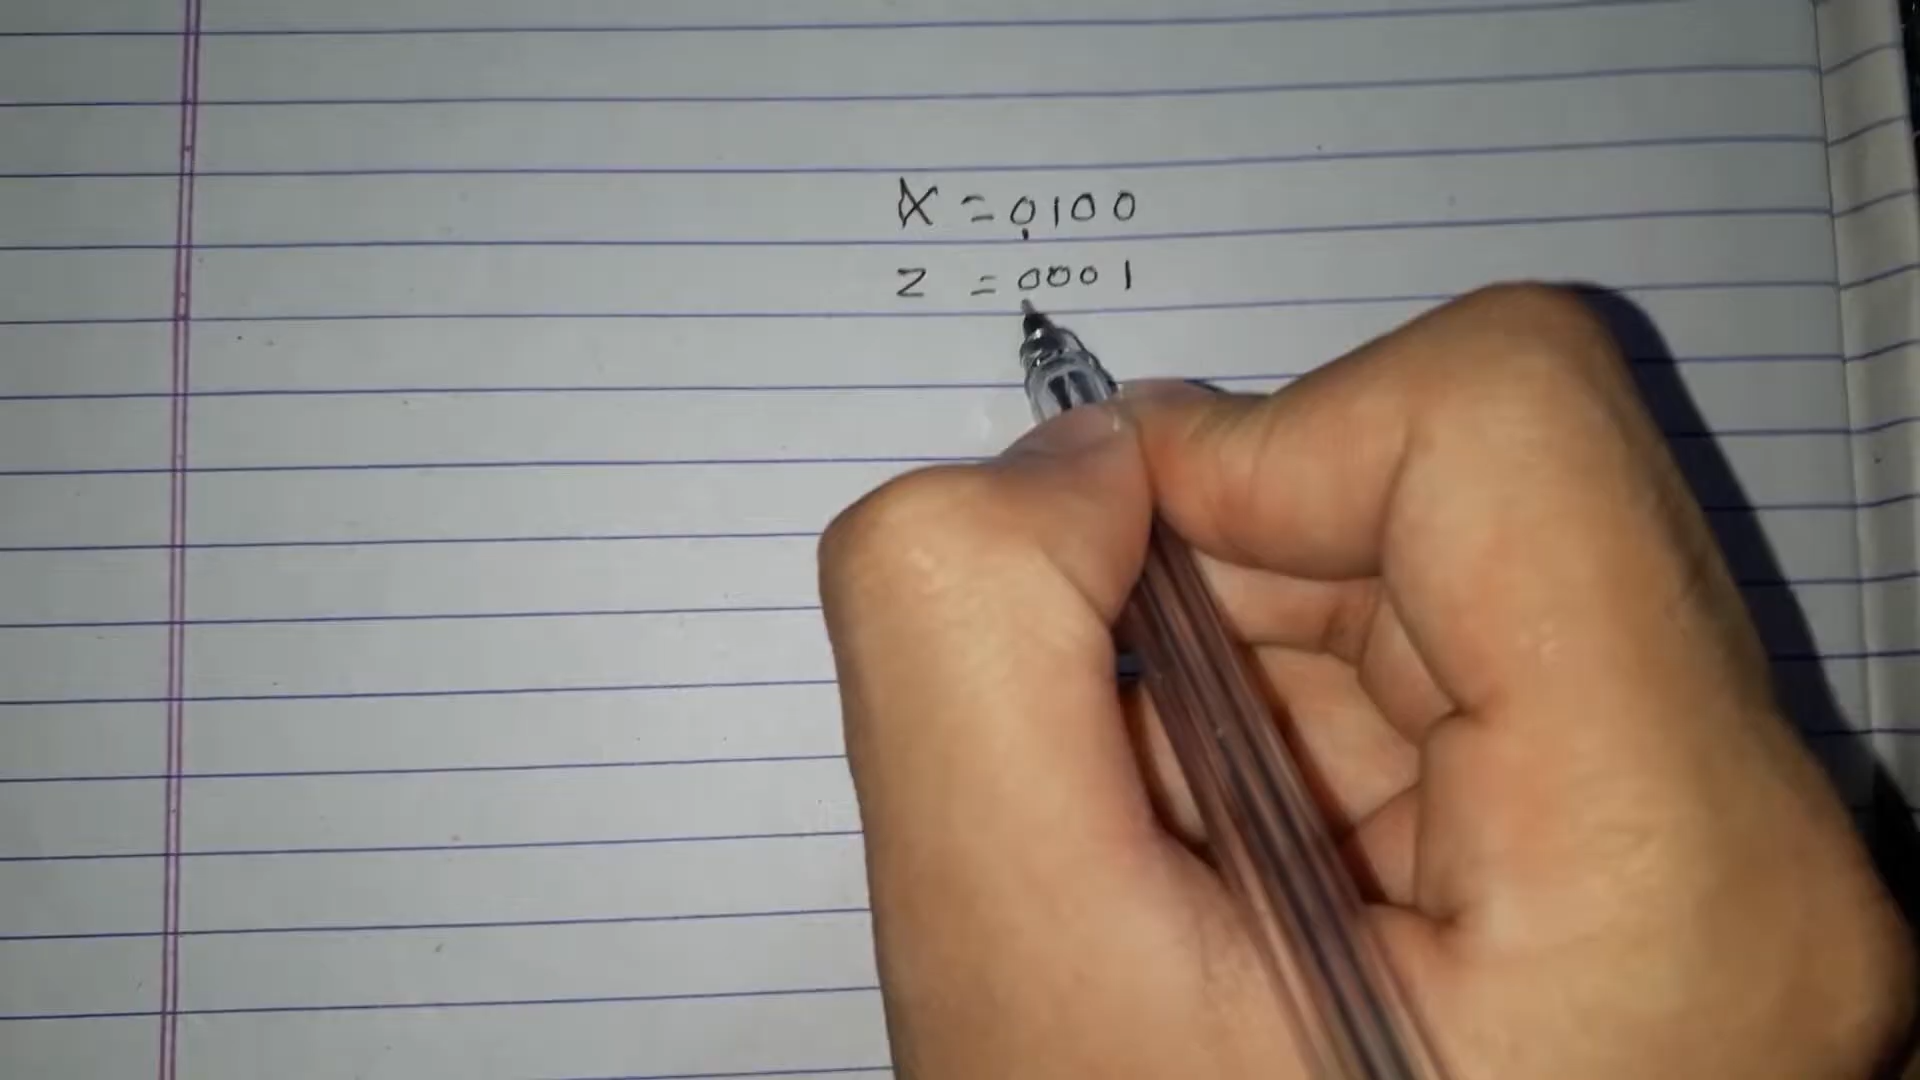 X = 0100
Z = 0001